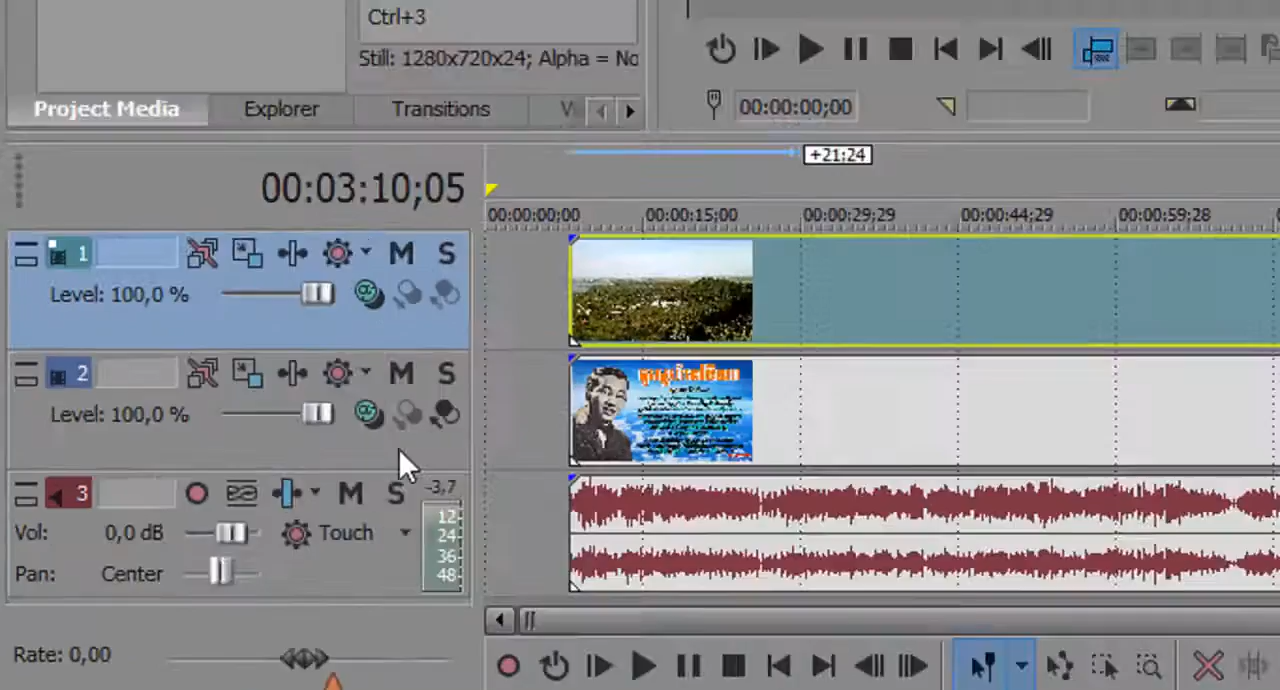 Ctrl+3
Still: 1280x720x24; Alpha = No
Project Media
Explorer
Transitions
00:00:00;00
+21;24
00:03:10;05
00:00:00;00
00:00:15;00
00:00:29;29
00:00:44;29
00:00:59;28
1
M
S
Level: 100,0 %
2
M
S
Level: 100,0 %
3
M
S
-3,7
12
24
36
48
Vol:
0,0 dB
Touch
Pan:
Center
Rate: 0,00